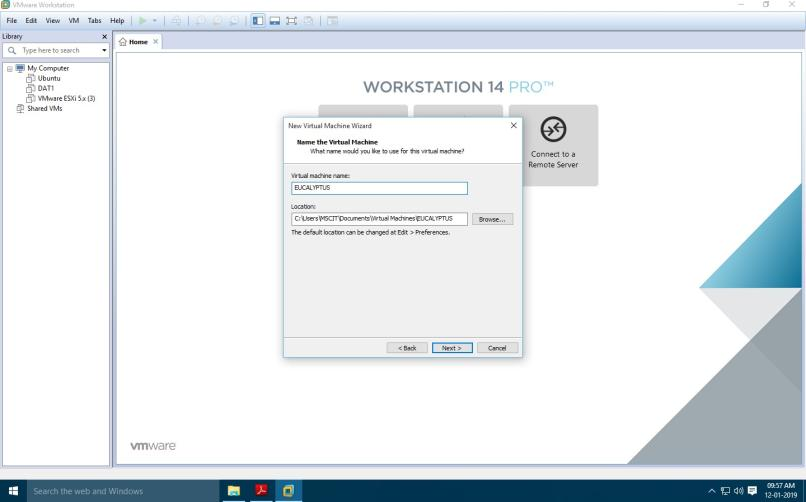 VMware Workstation
File Edit View VM Tabs Help
Library
Type here to search
My Computer
Ubuntu
DAT1
VMware ESXi 5.x (3)
Shared VMs
Home
WORKSTATION 14 PRO™
Connect to a
Remote Server
New Virtual Machine Wizard
Name the Virtual Machine
What name would you like to use for this virtual machine?
Virtual machine name:
EUCALYPTUS
Location:
C:\Users\MSCIT\Documents\Virtual Machines\EUCALYPTUS
Browse...
The default location can be changed at Edit > Preferences.
< Back Next > Cancel
vmware
Search the web and Windows
09:57 AM
12-01-2019